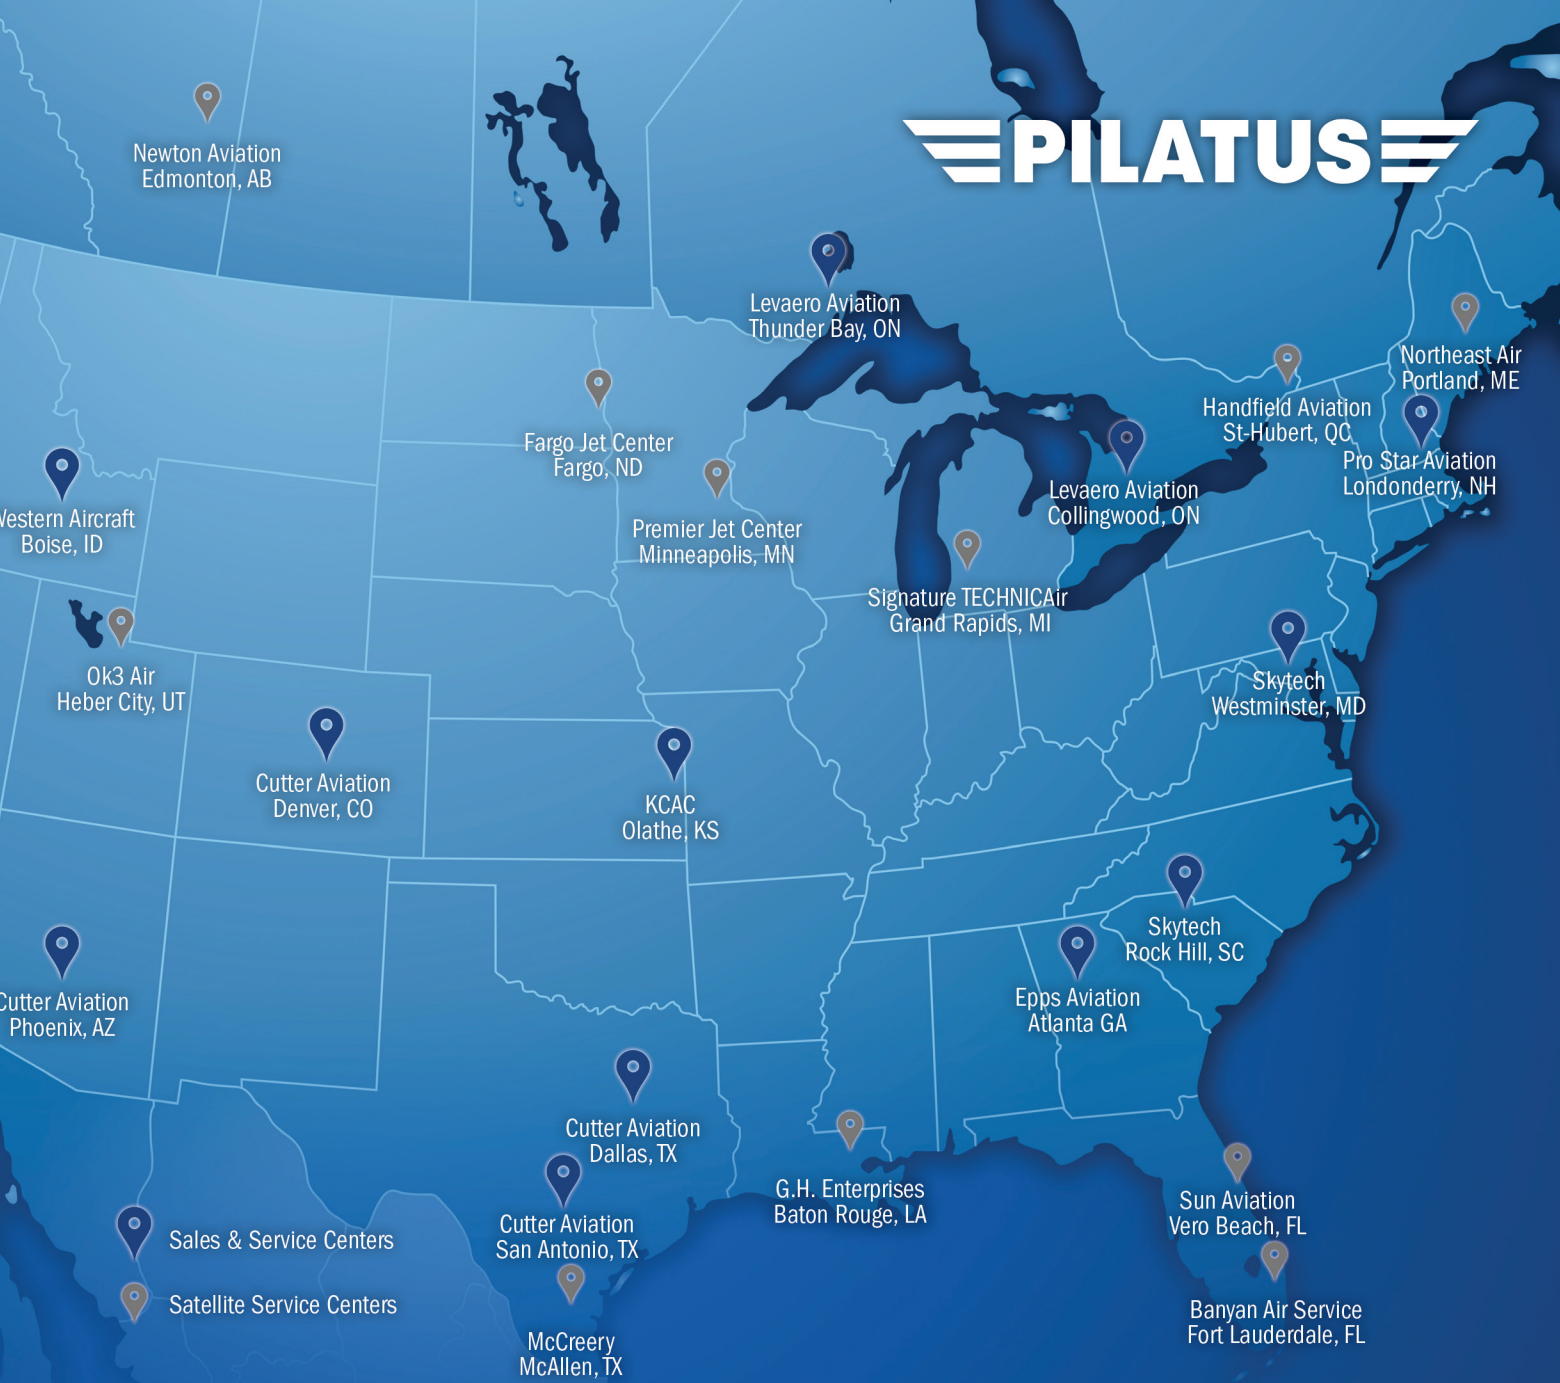 PILATUS
Newton Aviation
Edmonton, AB
Levaero Aviation
Thunder Bay, ON
Northeast Air
Portland, ME
Handfield Aviation
St-Hubert, QC
Fargo Jet Center
Fargo, ND
Pro Star Aviation
Londonderry, NH
Levaero Aviation
Collingwood, ON
Western Aircraft
Boise, ID
Premier Jet Center
Minneapolis, MN
Signature TECHNICAir
Grand Rapids, MI
Ok3 Air
Heber City, UT
Skytech
Westminster, MD
Cutter Aviation
Denver, CO
KCAC
Olathe, KS
Skytech
Rock Hill, SC
Cutter Aviation
Phoenix, AZ
Epps Aviation
Atlanta GA
Cutter Aviation
Dallas, TX
G.H. Enterprises
Baton Rouge, LA
Sun Aviation
Vero Beach, FL
Cutter Aviation
San Antonio, TX
Sales & Service Centers
Satellite Service Centers
Banyan Air Service
Fort Lauderdale, FL
McCreery
McAllen, TX